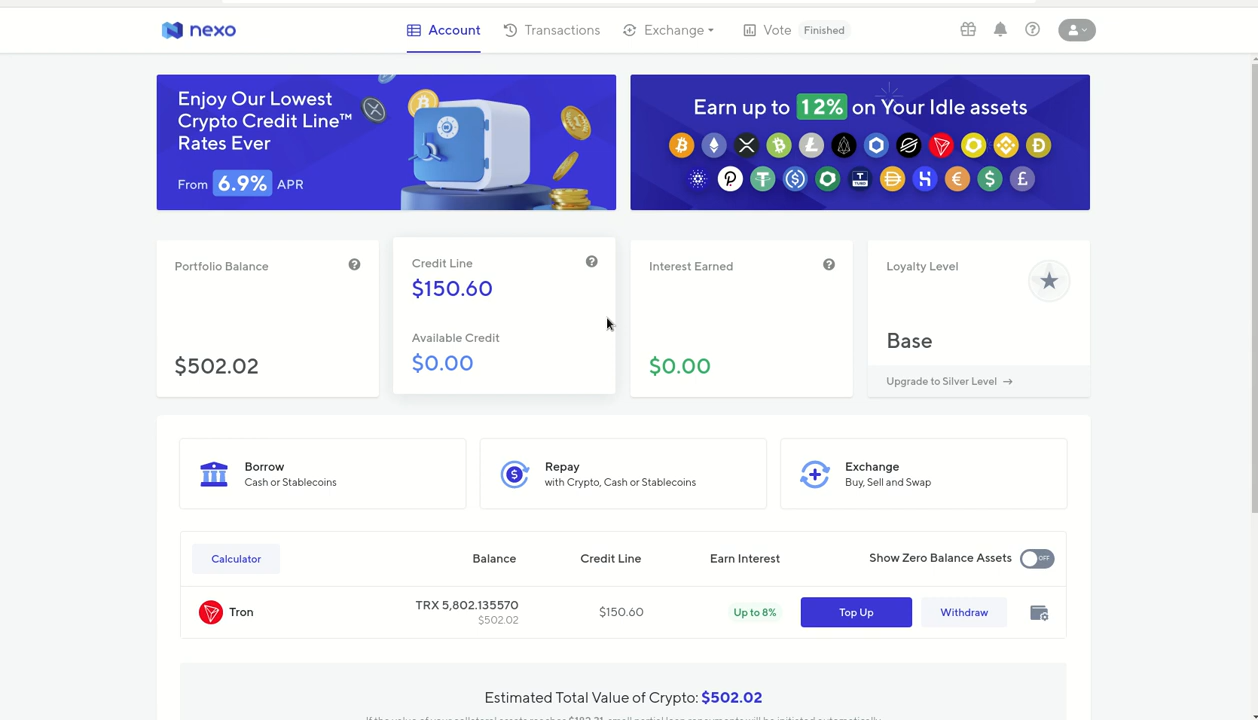 nexo
Account
Transactions
Exchange
Vote
Finished
Enjoy Our Lowest
Crypto Credit Line™
Rates Ever
From 6.9% APR
Earn up to 12% on Your Idle assets
Portfolio Balance
$502.02
Credit Line
$150.60
Available Credit
$0.00
Interest Earned
$0.00
Loyalty Level
Base
Upgrade to Silver Level →
Borrow
Cash or Stablecoins
Repay
with Crypto, Cash or Stablecoins
Exchange
Buy, Sell and Swap
Calculator
Balance
Credit Line
Earn Interest
Show Zero Balance Assets
OFF
Tron
TRX 5,802.135570
$502.02
$150.60
Up to 8%
Top Up
Withdraw
Estimated Total Value of Crypto: $502.02